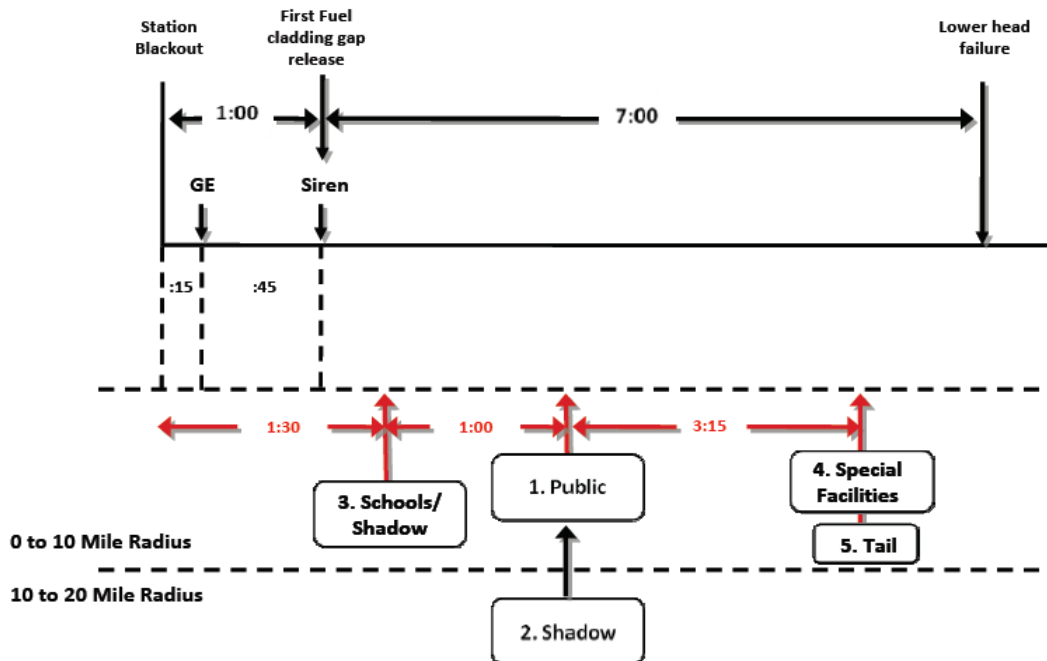 Station
Blackout
First Fuel
cladding gap
release
Lower head
failure
1:00
7:00
GE
Siren
:15
:45
1:30
1:00
3:15
3. Schools/
Shadow
1. Public
4. Special
Facilities
5. Tail
0 to 10 Mile Radius
10 to 20 Mile Radius
2. Shadow